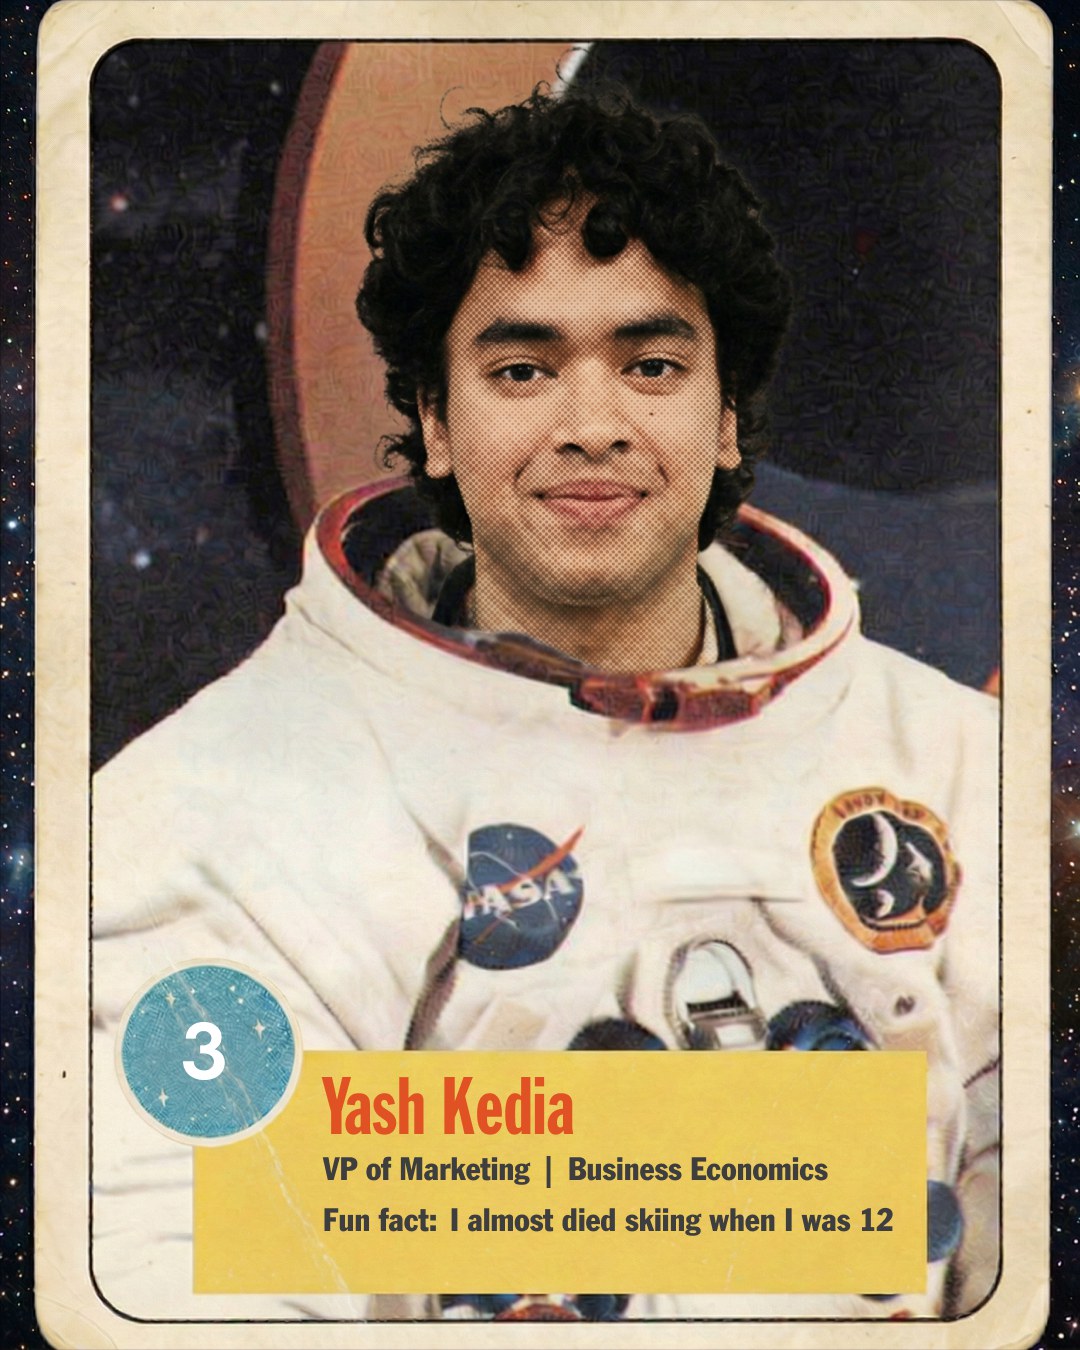 NASA
3
Yash Kedia
VP of Marketing | Business Economics
Fun fact: I almost died skiing when I was 12